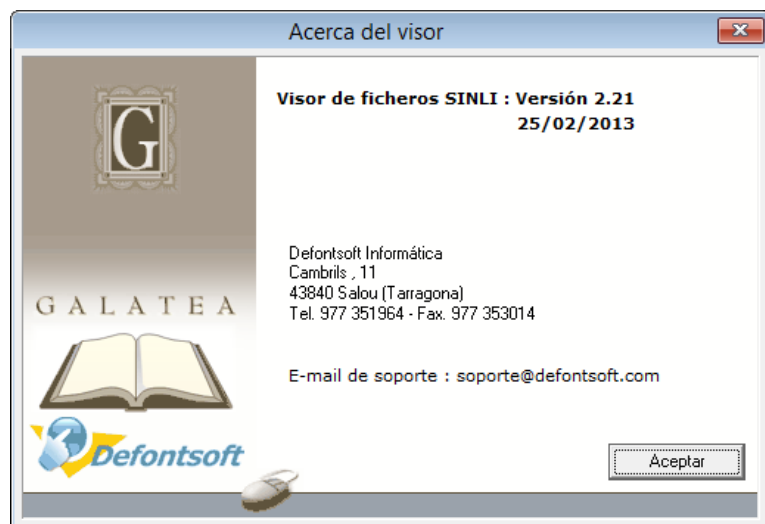 Acerca del visor
G
Visor de ficheros SINLI : Versión 2.21
25/02/2013
Defontsoft Informática
Cambrils , 11
43840 Salou (Tarragona)
Tel. 977 351964 - Fax. 977 353014
GALATEA
E-mail de soporte : soporte@defontsoft.com
Defontsoft
Aceptar